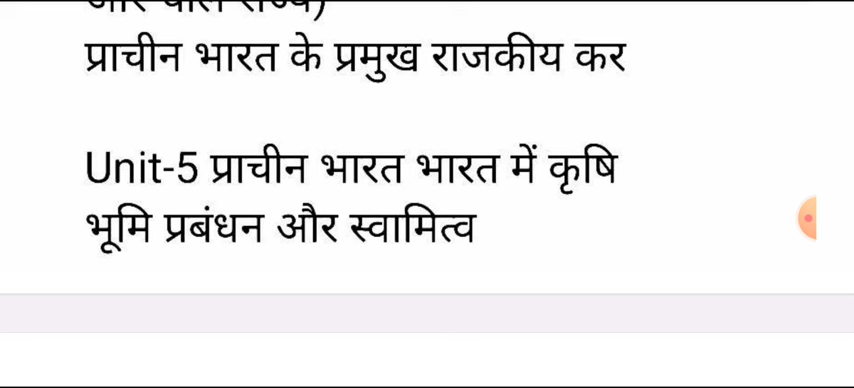 प्राचीन भारत के प्रमुख राजकीय कर
Unit-5 प्राचीन भारत भारत में कृषि
भूमि प्रबंधन और स्वामित्व